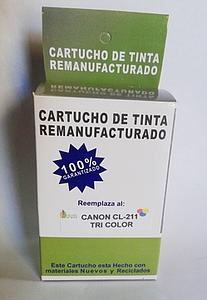 CARTUCHO DE TINTA
REMANUFACTURADO
CARTUCHO DE TINTA
REMANUFACTURADO
100%
GARANTIZADO
Reemplaza al:
CANON CL-211
TRI COLOR
Este Cartucho esta Hecho con
materiales Nuevos y Reciclados